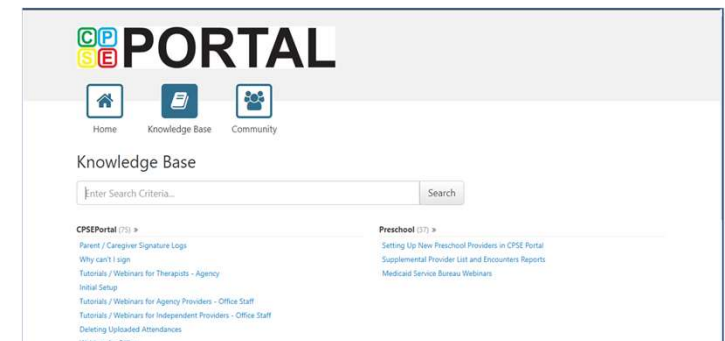 CP
SE PORTAL
Home Knowledge Base Community
Knowledge Base
Enter Search Criteria... Search
CPSEPortal (75) »
Parent / Caregiver Signature Logs
Why can't I sign
Tutorials / Webinars for Therapists - Agency
Initial Setup
Tutorials / Webinars for Agency Providers - Office Staff
Tutorials / Webinars for Independent Providers - Office Staff
Deleting Uploaded Attendances
Preschool (37) »
Setting Up New Preschool Providers in CPSE Portal
Supplemental Provider List and Encounters Reports
Medicaid Service Bureau Webinars